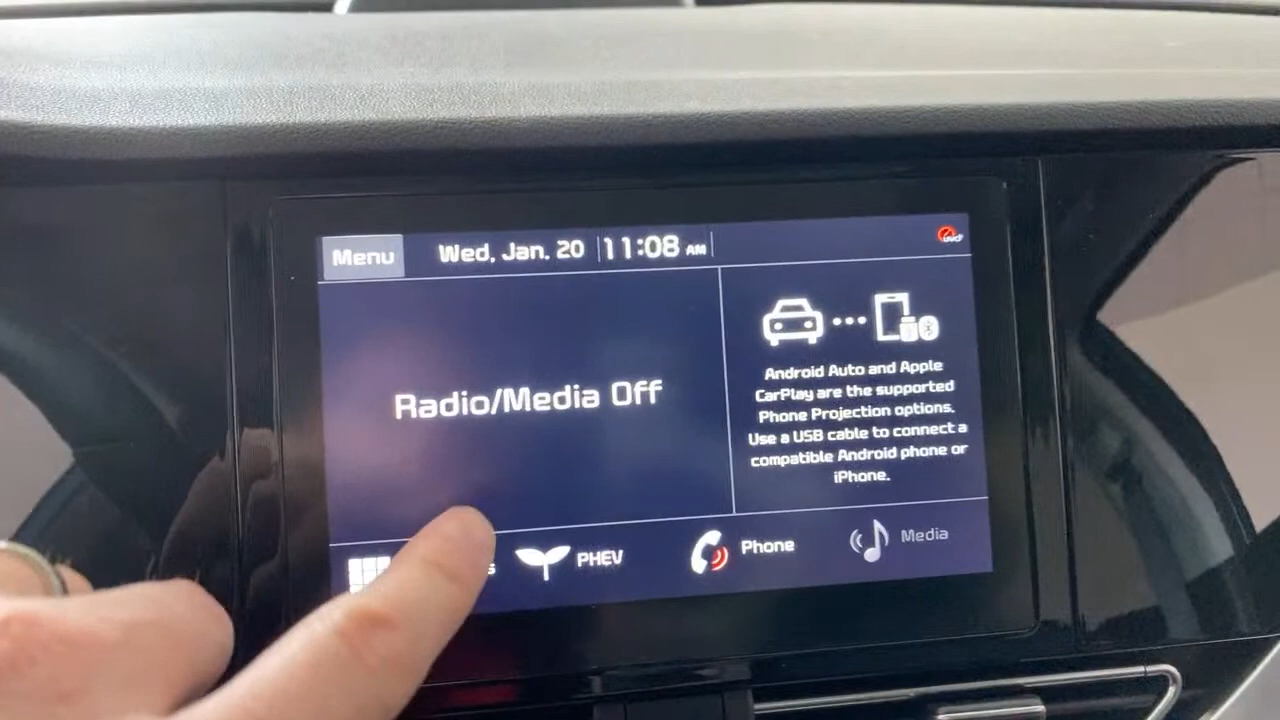 Menu
Wed, Jan. 20
11:08 AM
Radio/Media Off
Android Auto and Apple
CarPlay are the supported
Phone Projection options.
Use a USB cable to connect a
compatible Android phone or
iPhone.
PHEV
Phone
Media